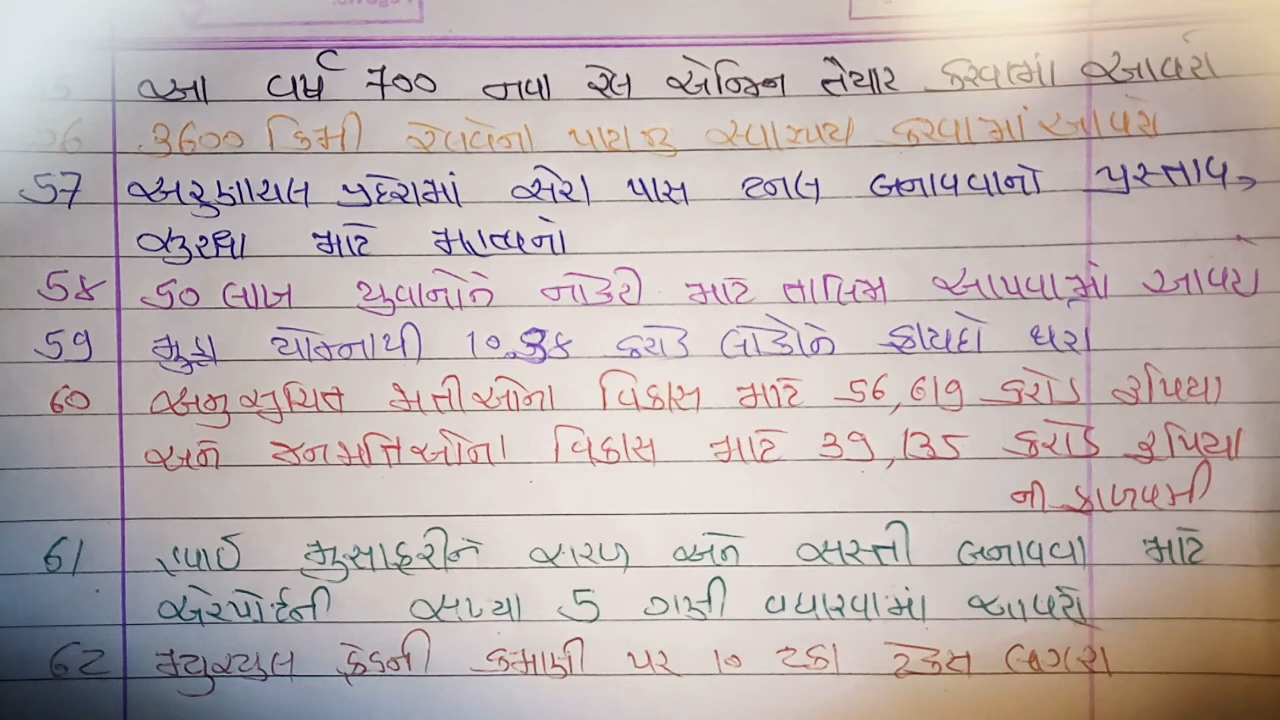 આ વર્ષે 700 નવા રેલ એન્જિન તૈયાર કરવામાં આવશે
56 3600 કિમી રેલવેના પાટાનું કરવામાં આવશે
57 અરુણાચલ પ્રદેશમાં સેલા પાસ ટનલ બનાવવાનો પ્રસ્તાવ,
સુરક્ષા માટે મહત્વનો
58 50 લાખ યુવાનોને નોકરી માટે તાલિમ આપવામાં આવશે
59 મુદ્રા યોજનાથી 10.38 કરોડ લોકોને ફાયદો થશે
60 અનુસુચિત જાતીઓના વિકાસ માટે 56,619 કરોડ રૂપિયા
અને જનજાતિઓના વિકાસ માટે 39,135 કરોડ રૂપિયા
ની ફાળવણી
61 હવાઈ મુસાફરીને સરળ અને સસ્તી બનાવવા માટે
એરપોર્ટની સંખ્યા 5 ગણી વધારવામાં આવશે
62 મ્યુચ્યુલ ફંડની કમાણી પર 10 ટકા ટેકસ લાગશે